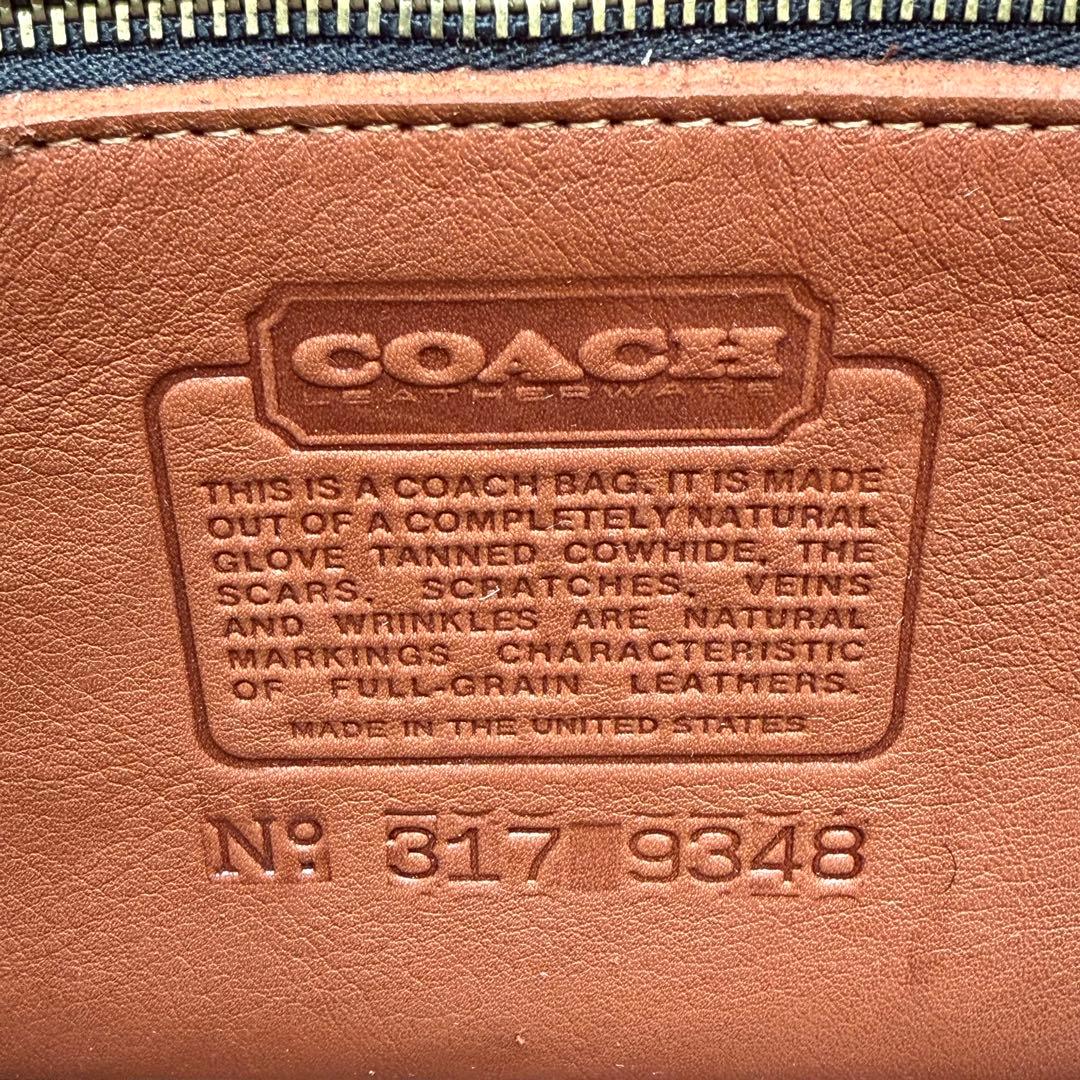 COACH
LEATHERWARE
THIS IS A COACH BAG. IT IS MADE
OUT OF A COMPLETELY NATURAL
GLOVE TANNED COWHIDE. THE
SCARS, SCRATCHES, VEINS
AND WRINKLES ARE NATURAL
MARKINGS CHARACTERISTIC
OF FULL-GRAIN LEATHERS.
MADE IN THE UNITED STATES
Nº: 317 9348